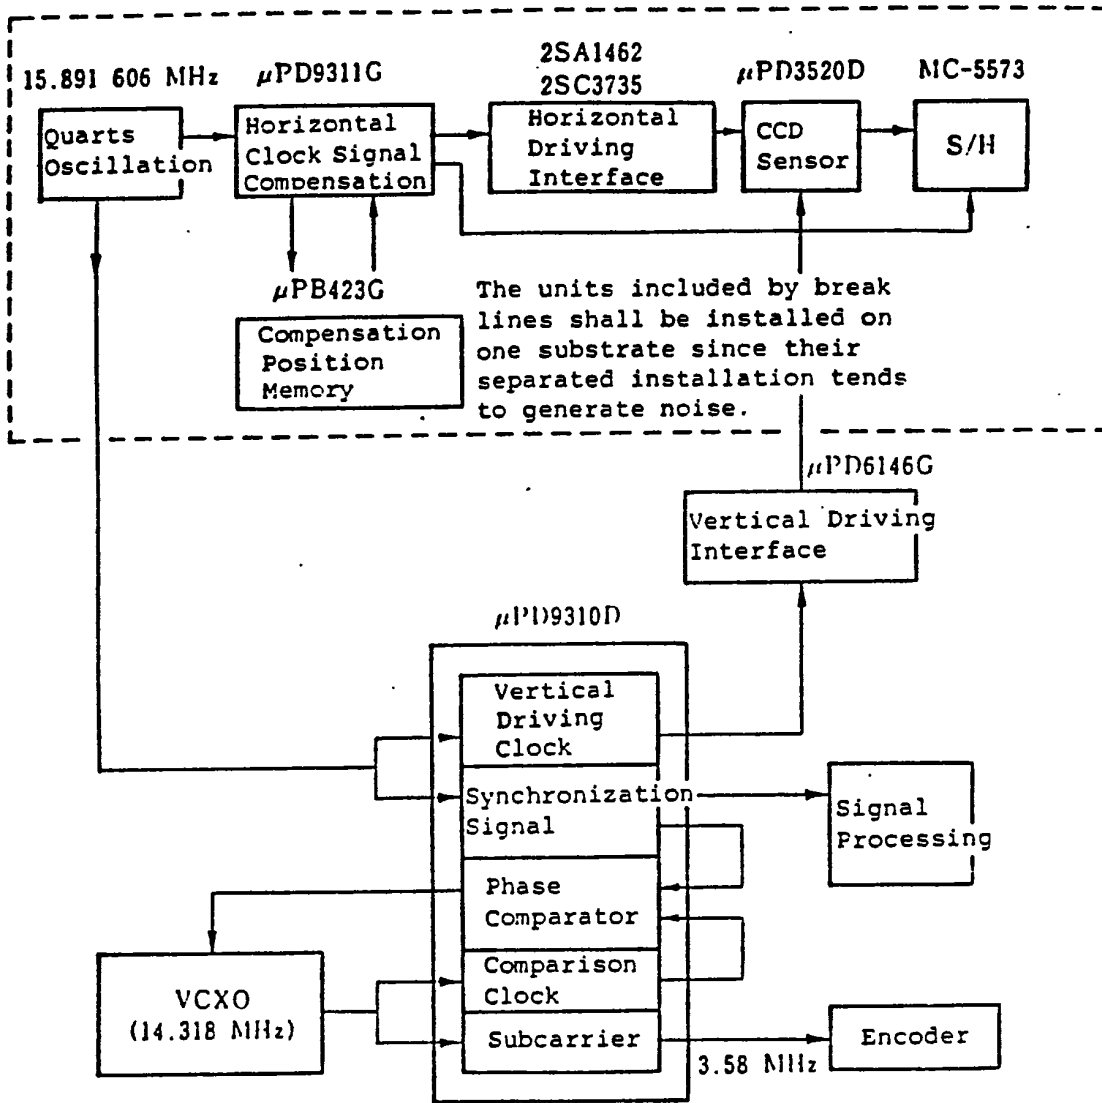 15.891 606 MHz
μPD9311G
2SA1462
2SC3735
μPD3520D
MC-5573
Quarts
Oscillation
Horizontal
Clock Signal
Compensation
Horizontal
Driving
Interface
CCD
Sensor
S/H
μPB423G
Compensation
Position
Memory
The units included by break
lines shall be installed on
one substrate since their
separated installation tends
to generate noise.
μPD6146G
Vertical Driving
Interface
μPD9310D
Vertical
Driving
Clock
Synchronization
Signal
Signal
Processing
Phase
Comparator
VCXO
(14.318 MHz)
Comparison
Clock
Subcarrier
3.58 MHz
Encoder